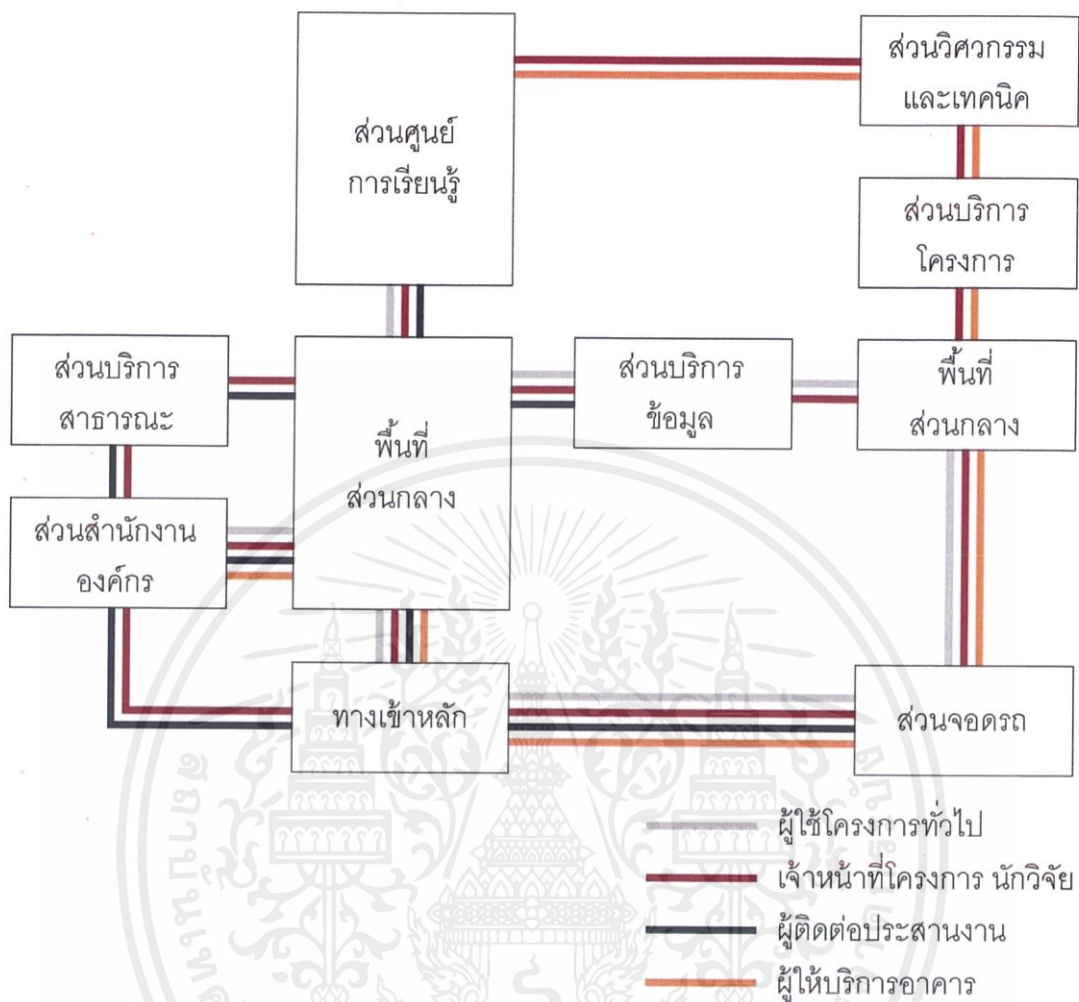 ส่วนวิศวกรรม
และเทคนิค
ส่วนศูนย์
การเรียนรู้
ส่วนบริการ
โครงการ
ส่วนบริการ
สาธารณะ
พื้นที่
ส่วนกลาง
ส่วนบริการ
ข้อมูล
พื้นที่
ส่วนกลาง
ส่วนสำนักงาน
องค์กร
ทางเข้าหลัก
ส่วนจอดรถ
ผู้ใช้โครงการทั่วไป
เจ้าหน้าที่โครงการ นักวิจัย
ผู้ติดต่อประสานงาน
ผู้ให้บริการอาคาร